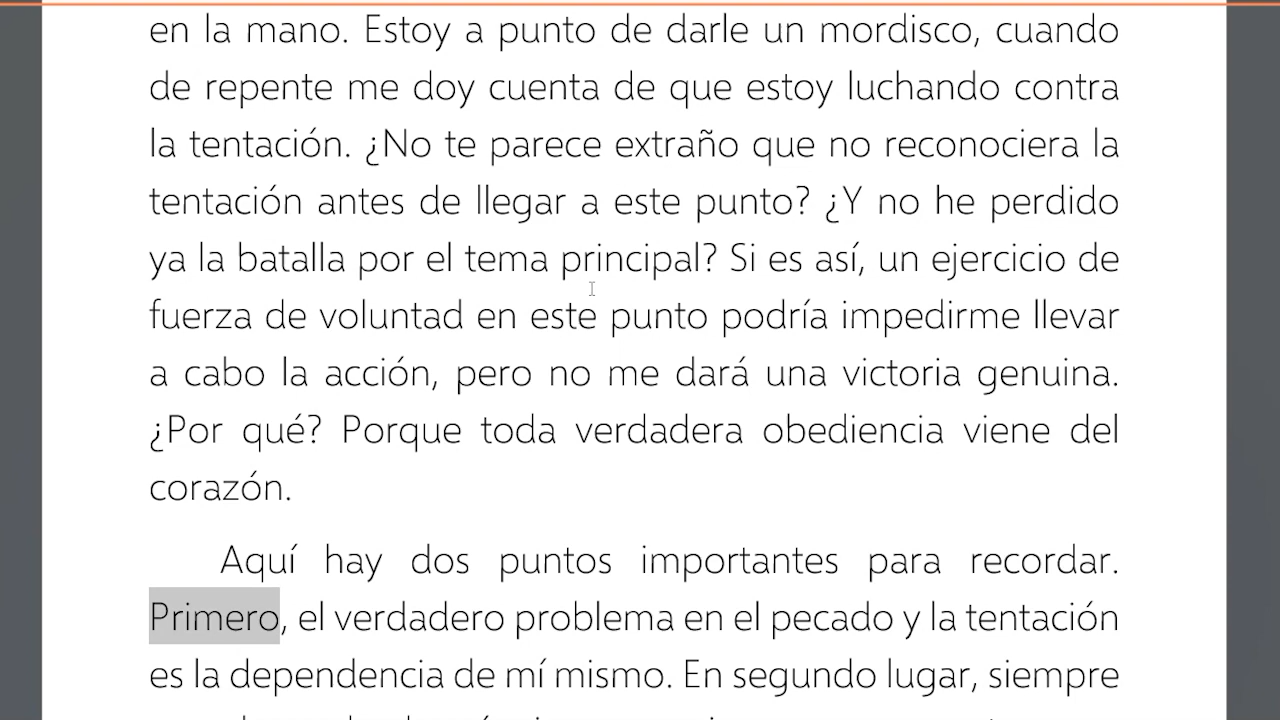 en la mano. Estoy a punto de darle un mordisco, cuando
de repente me doy cuenta de que estoy luchando contra
la tentación. ¿No te parece extraño que no reconociera la
tentación antes de llegar a este punto? ¿Y no he perdido
ya la batalla por el tema principal? Si es así, un ejercicio de
fuerza de voluntad en este punto podría impedirme llevar
a cabo la acción, pero no me dará una victoria genuina.
¿Por qué? Porque toda verdadera obediencia viene del
corazón.
Aquí hay dos puntos importantes para recordar.
Primero, el verdadero problema en el pecado y la tentación
es la dependencia de mí mismo. En segundo lugar, siempre